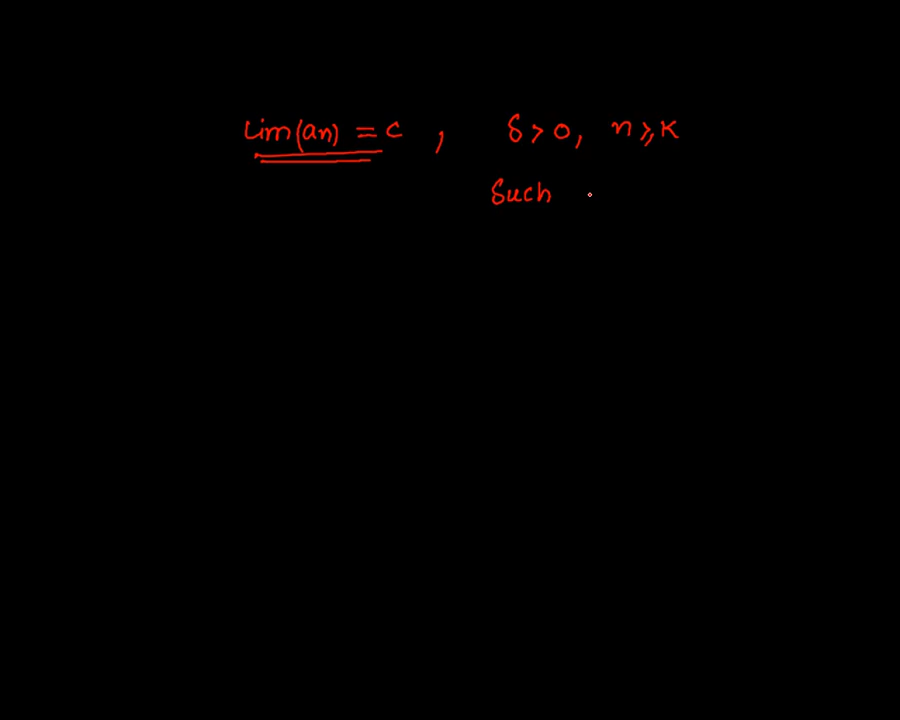 Lim(an) = c , δ > 0, n ⩾ K
Such